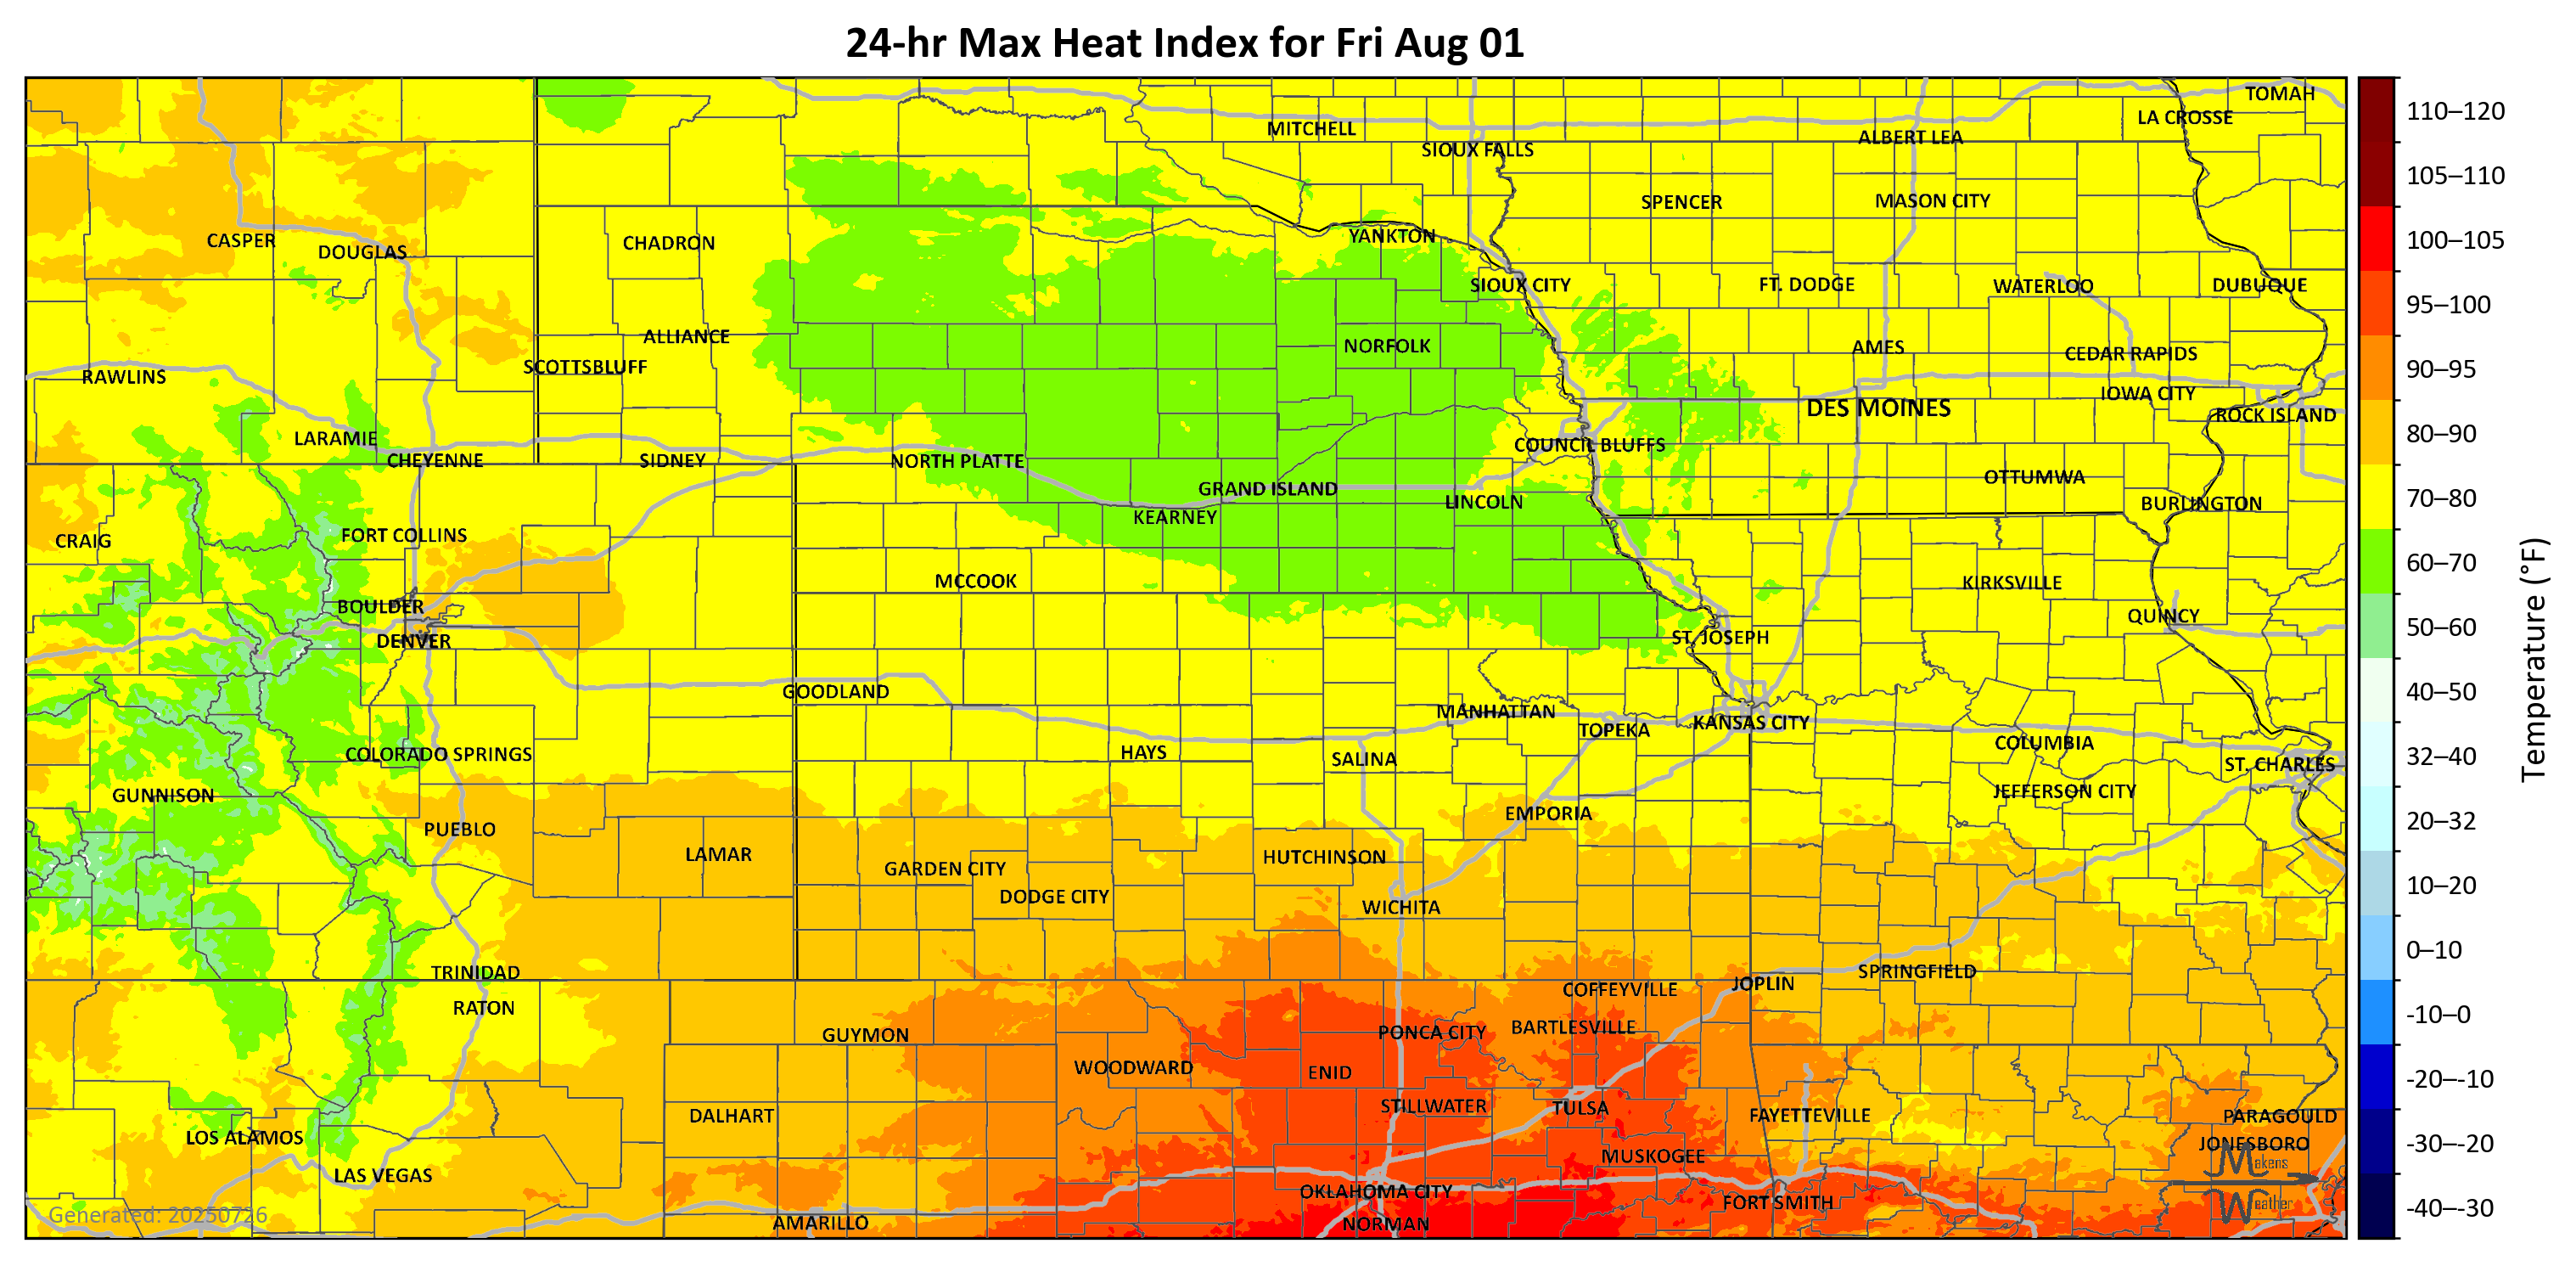 24-hr Max Heat Index for Fri Aug 01
TOMAH
LA CROSSE
MITCHELL
ALBERT LEA
SIOUX FALLS
SPENCER
MASON CITY
CASPER
DOUGLAS
CHADRON
YANKTON
SIOUX CITY
FT. DODGE
WATERLOO
DUBUQUE
ALLIANCE
NORFOLK
AMES
CEDAR RAPIDS
SCOTTSBLUFF
RAWLINS
IOWA CITY
DES MOINES
ROCK ISLAND
LARAMIE
COUNCIL BLUFFS
CHEYENNE
SIDNEY
NORTH PLATTE
OTTUMWA
GRAND ISLAND
LINCOLN
BURLINGTON
KEARNEY
FORT COLLINS
CRAIG
MCCOOK
KIRKSVILLE
BOULDER
QUINCY
DENVER
ST. JOSEPH
GOODLAND
MANHATTAN
KANSAS CITY
TOPEKA
COLUMBIA
COLORADO SPRINGS
HAYS
SALINA
ST. CHARLES
GUNNISON
JEFFERSON CITY
EMPORIA
PUEBLO
LAMAR
HUTCHINSON
GARDEN CITY
DODGE CITY
WICHITA
TRINIDAD
SPRINGFIELD
JOPLIN
COFFEYVILLE
RATON
GUYMON
PONCA CITY
BARTLESVILLE
WOODWARD
ENID
STILLWATER
TULSA
DALHART
FAYETTEVILLE
PARAGOULD
LOS ALAMOS
JONESBORO
MUSKOGEE
LAS VEGAS
OKLAHOMA CITY
FORT SMITH
AMARILLO
NORMAN
Generated: 20250726
Makens
Weather
110–120
105–110
100–105
95–100
90–95
80–90
70–80
60–70
50–60
40–50
32–40
20–32
10–20
0–10
-10–0
-20–-10
-30–-20
-40–-30
Temperature (°F)